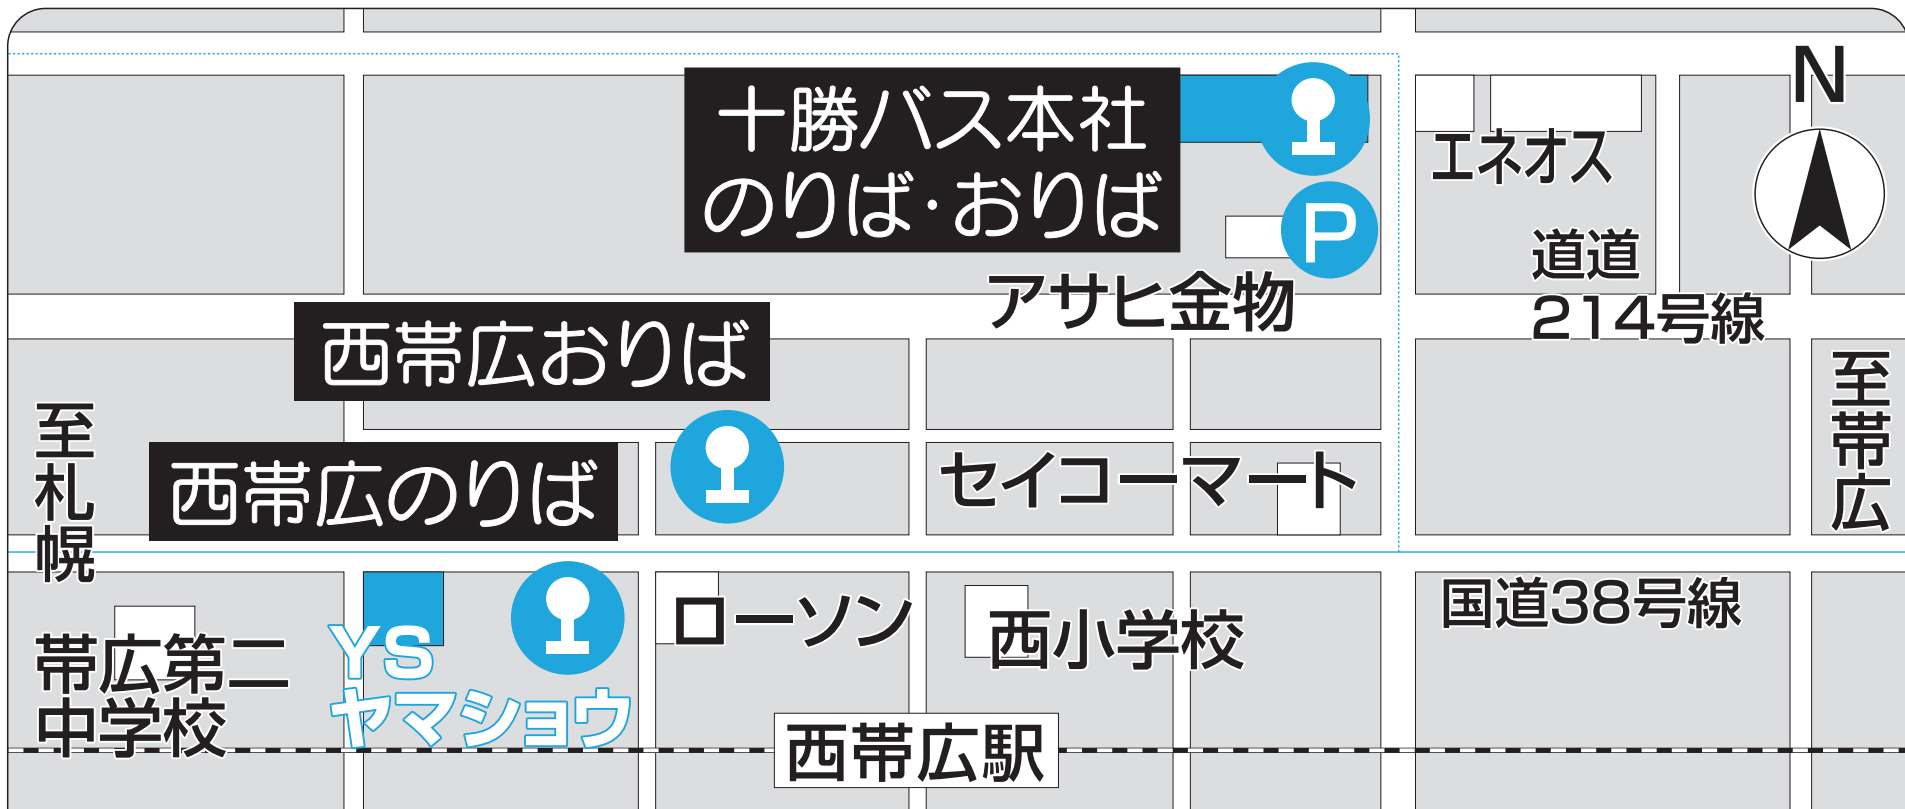 N
十勝バス本社
のりば・おりば
P
エネオス
道道
214号線
アサヒ金物
西帯広おりば
至帯広
至札幌
西帯広のりば
セイコーマート
国道38号線
ローソン
西小学校
帯広第二
中学校
YS
ヤマショウ
西帯広駅